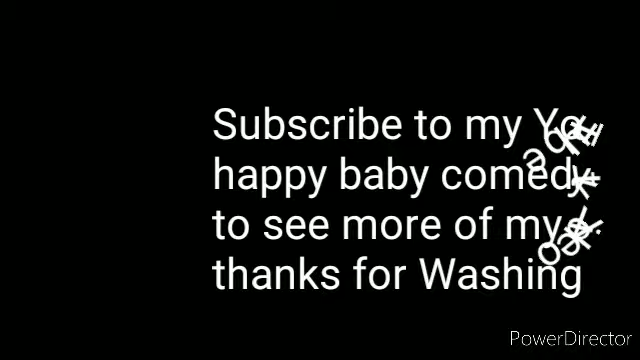 Subscribe to my
happy baby comedy
to see more of my
thanks for Washing
PowerDirector